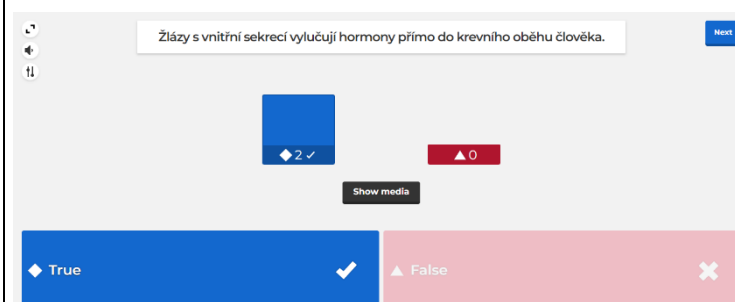 Žlázy s vnitřní sekrecí vylučují hormony přímo do krevního oběhu člověka.
Next
2
0
Show media
True
False